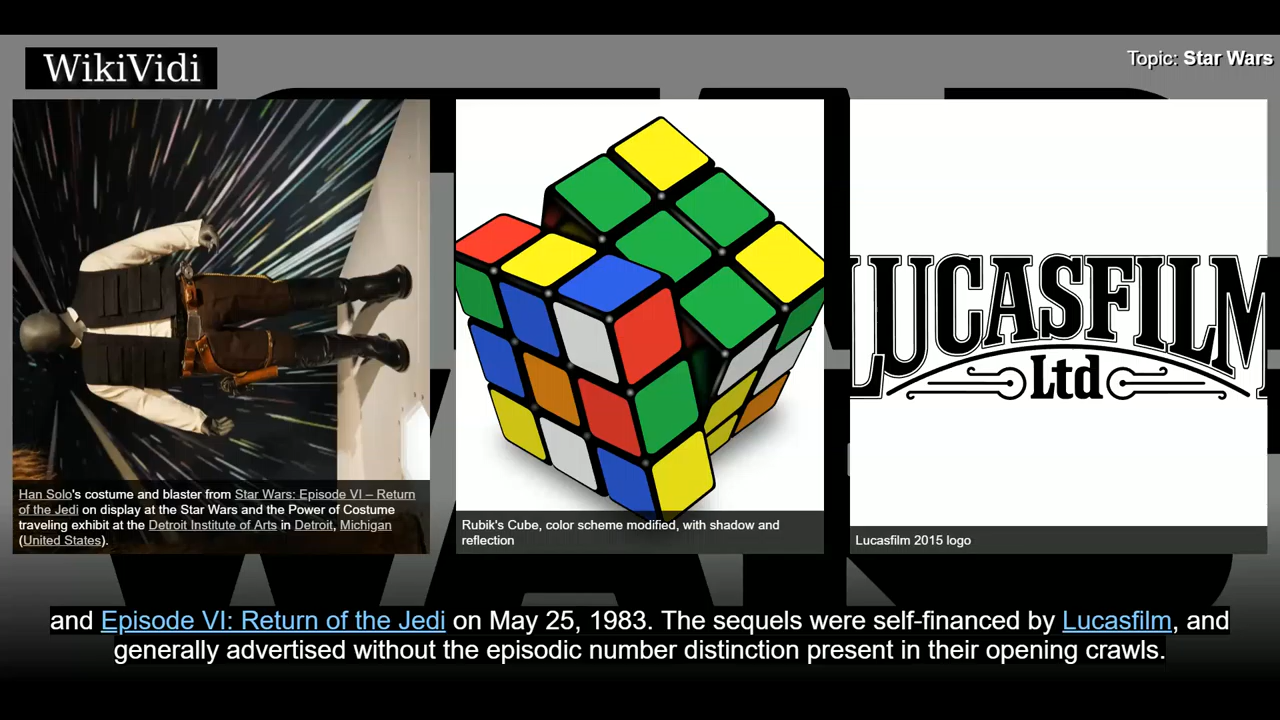 WikiVidi
Topic: Star Wars
Han Solo's costume and blaster from Star Wars: Episode VI – Return
of the Jedi on display at the Star Wars and the Power of Costume
traveling exhibit at the Detroit Institute of Arts in Detroit, Michigan
(United States).
Rubik's Cube, color scheme modified, with shadow and
reflection
LUCASFILM
Ltd
Lucasfilm 2015 logo
and Episode VI: Return of the Jedi on May 25, 1983. The sequels were self-financed by Lucasfilm, and
generally advertised without the episodic number distinction present in their opening crawls.